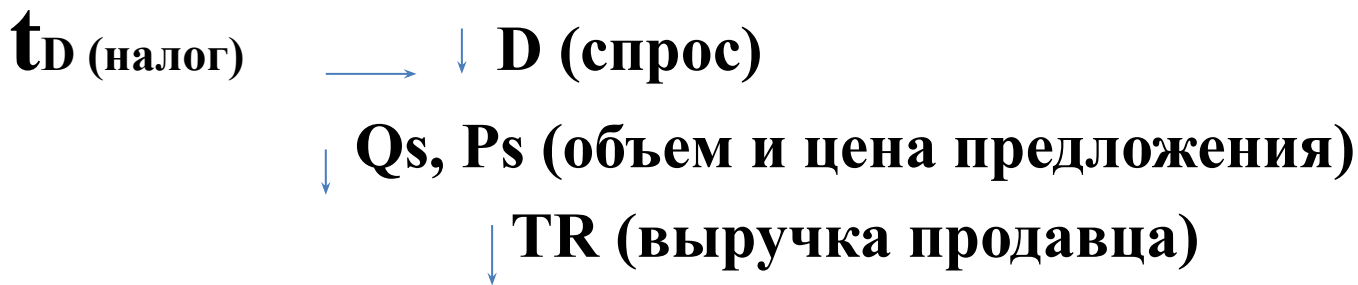 tD (налог) D (спрос)
Qs, Ps (объем и цена предложения)
TR (выручка продавца)